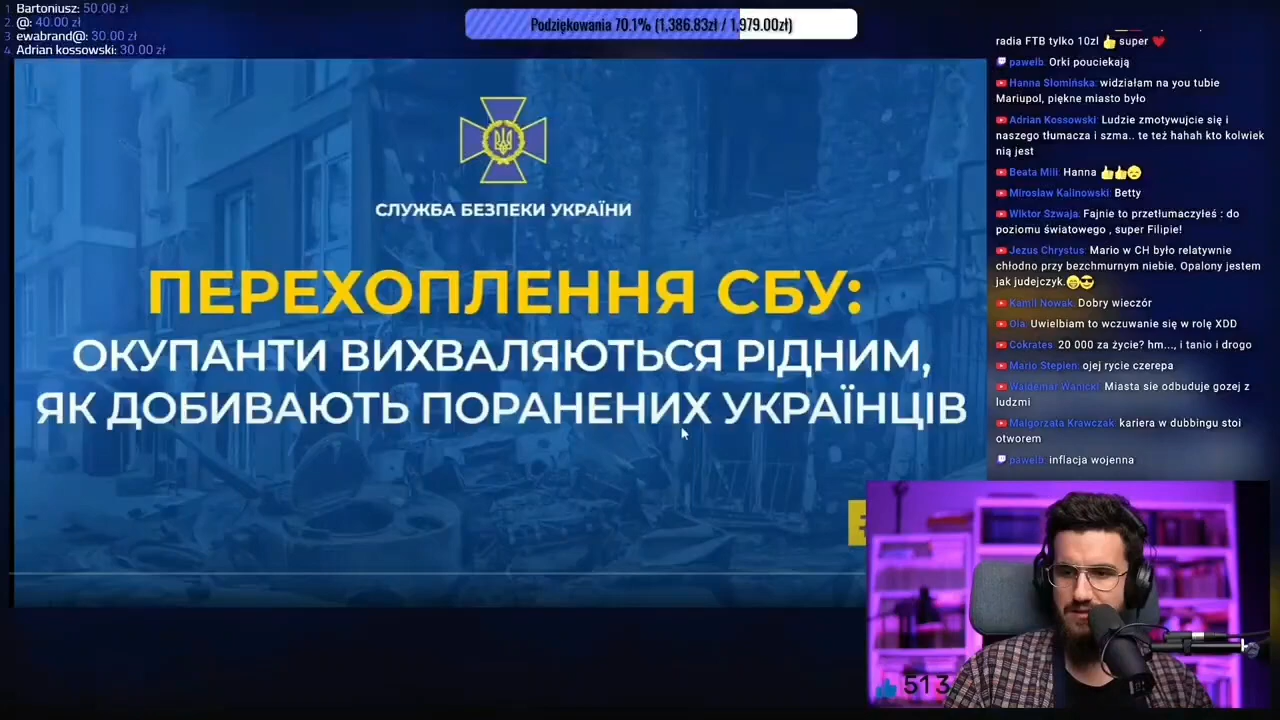 1 Bartoniusz: 50.00 zł
2 @: 40.00 zł
3 ewabrand@: 30.00 zł
4 Adrian kossowski: 30.00 zł
Podziękowania 70.1% (1,386.83zł / 1,979.00zł)
СЛУЖБА БЕЗПЕКИ УКРАЇНИ
ПЕРЕХОПЛЕННЯ СБУ:
ОКУПАНТИ ВИХВАЛЯЮТЬСЯ РІДНИМ,
ЯК ДОБИВАЮТЬ ПОРАНЕНИХ УКРАЇНЦІВ
radia FTB tylko 10zl 👍 super ❤️
pawelb: Orki pouciekają
Hanna Słomińska: widziałam na you tubie
Mariupol, piękne miasto było
Adrian Kossowski: Ludzie zmotywujcie się i
naszego tłumacza i szma.. te też hahah kto kolwiek
nią jest
Beata Mili: Hanna 👍👍😥
Miroslaw Kalinowski: Betty
Wiktor Szwaja: Fajnie to przetłumaczyłeś : do
poziomu światowego , super Filipie!
Jezus Chrystus: Mario w CH było relatywnie
chłodno przy bezchmurnym niebie. Opalony jestem
jak judejczyk.😁😎
Kamil Nowak: Dobry wieczór
Ola: Uwielbiam to wczuwanie się w rolę XDD
Cokrates: 20 000 za życie? hm..., i tanio i drogo
Mario Stepien: ojej rycie czerepa
Waldemar Wanicki: Miasta sie odbuduje gozej z
ludzmi
Malgorzata Krawczak: kariera w dubbingu stoi
otworem
pawelb: inflacja wojenna
513